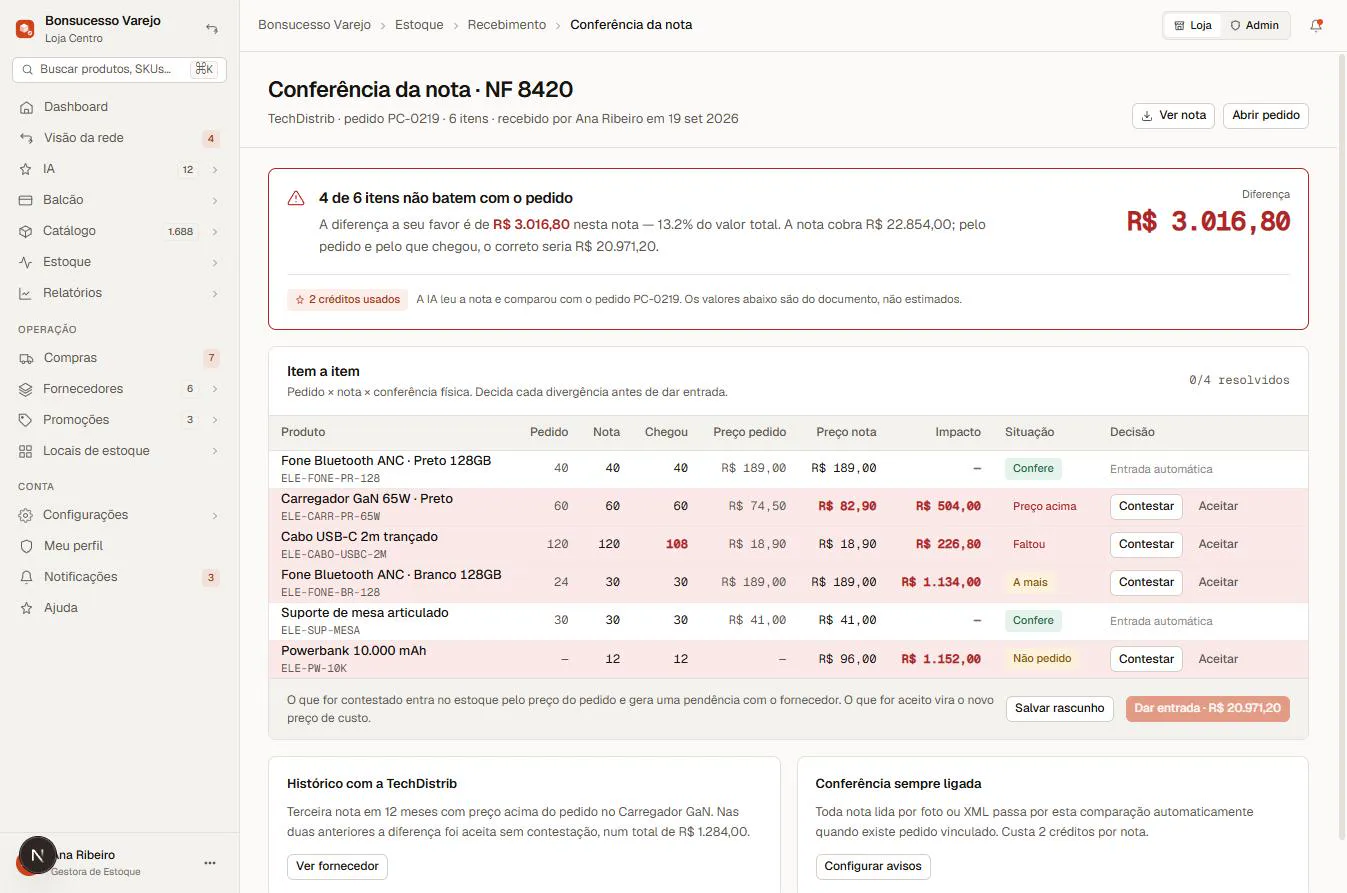 Bonsucesso Varejo
Loja Centro
Buscar produtos, SKUs... ⌘K
Dashboard
Visão da rede 4
IA 12
Balcão
Catálogo 1.688
Estoque
Relatórios
OPERAÇÃO
Compras 7
Fornecedores 6
Promoções 3
Locais de estoque
CONTA
Configurações
Meu perfil
Notificações 3
Ajuda
N
Ana Ribeiro
Gestora de Estoque
Bonsucesso Varejo > Estoque > Recebimento > Conferência da nota
Loja Admin
Conferência da nota · NF 8420
TechDistrib · pedido PC-0219 · 6 itens · recebido por Ana Ribeiro em 19 set 2026
Ver nota Abrir pedido
4 de 6 itens não batem com o pedido
A diferença a seu favor é de R$ 3.016,80 nesta nota — 13.2% do valor total. A nota cobra R$ 22.854,00; pelo
pedido e pelo que chegou, o correto seria R$ 20.971,20.
Diferença
R$ 3.016,80
2 créditos usados A IA leu a nota e comparou com o pedido PC-0219. Os valores abaixo são do documento, não estimados.
Item a item
Pedido × nota × conferência física. Decida cada divergência antes de dar entrada.
0/4 resolvidos
Produto Pedido Nota Chegou Preço pedido Preço nota Impacto Situação Decisão
Fone Bluetooth ANC · Preto 128GB
ELE-FONE-PR-128
40 40 40 R$ 189,00 R$ 189,00 — Confere Entrada automática
Carregador GaN 65W · Preto
ELE-CARR-PR-65W
60 60 60 R$ 74,50 R$ 82,90 R$ 504,00 Preço acima Contestar Aceitar
Cabo USB-C 2m trançado
ELE-CABO-USBC-2M
120 120 108 R$ 18,90 R$ 18,90 R$ 226,80 Faltou Contestar Aceitar
Fone Bluetooth ANC · Branco 128GB
ELE-FONE-BR-128
24 30 30 R$ 189,00 R$ 189,00 R$ 1.134,00 A mais Contestar Aceitar
Suporte de mesa articulado
ELE-SUP-MESA
30 30 30 R$ 41,00 R$ 41,00 — Confere Entrada automática
Powerbank 10.000 mAh
ELE-PW-10K
— 12 12 — R$ 96,00 R$ 1.152,00 Não pedido Contestar Aceitar
O que for contestado entra no estoque pelo preço do pedido e gera uma pendência com o fornecedor. O que for aceito vira o novo
preço de custo.
Salvar rascunho Dar entrada · R$ 20.971,20
Histórico com a TechDistrib
Terceira nota em 12 meses com preço acima do pedido no Carregador GaN. Nas
duas anteriores a diferença foi aceita sem contestação, num total de R$ 1.284,00.
Ver fornecedor
Conferência sempre ligada
Toda nota lida por foto ou XML passa por esta comparação automaticamente
quando existe pedido vinculado. Custa 2 créditos por nota.
Configurar avisos